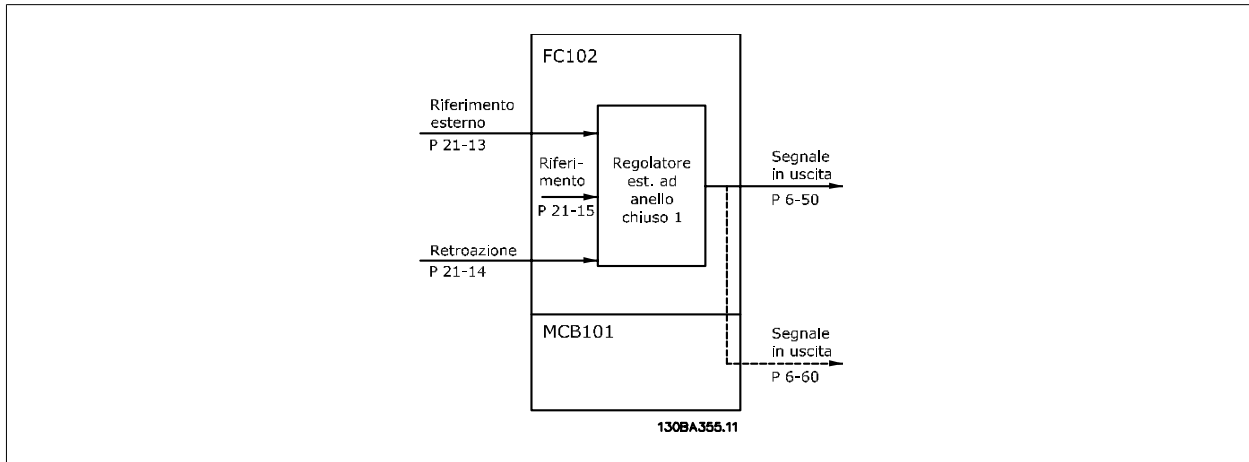 FC102
Riferimento
esterno
P 21-13
Riferi-
mento
P 21-15
Retroazione
P 21-14
Regolatore
est. ad
anello
chiuso 1
Segnale
in uscita
P 6-50
MCB101
Segnale
in uscita
P 6-60
130BA355.11